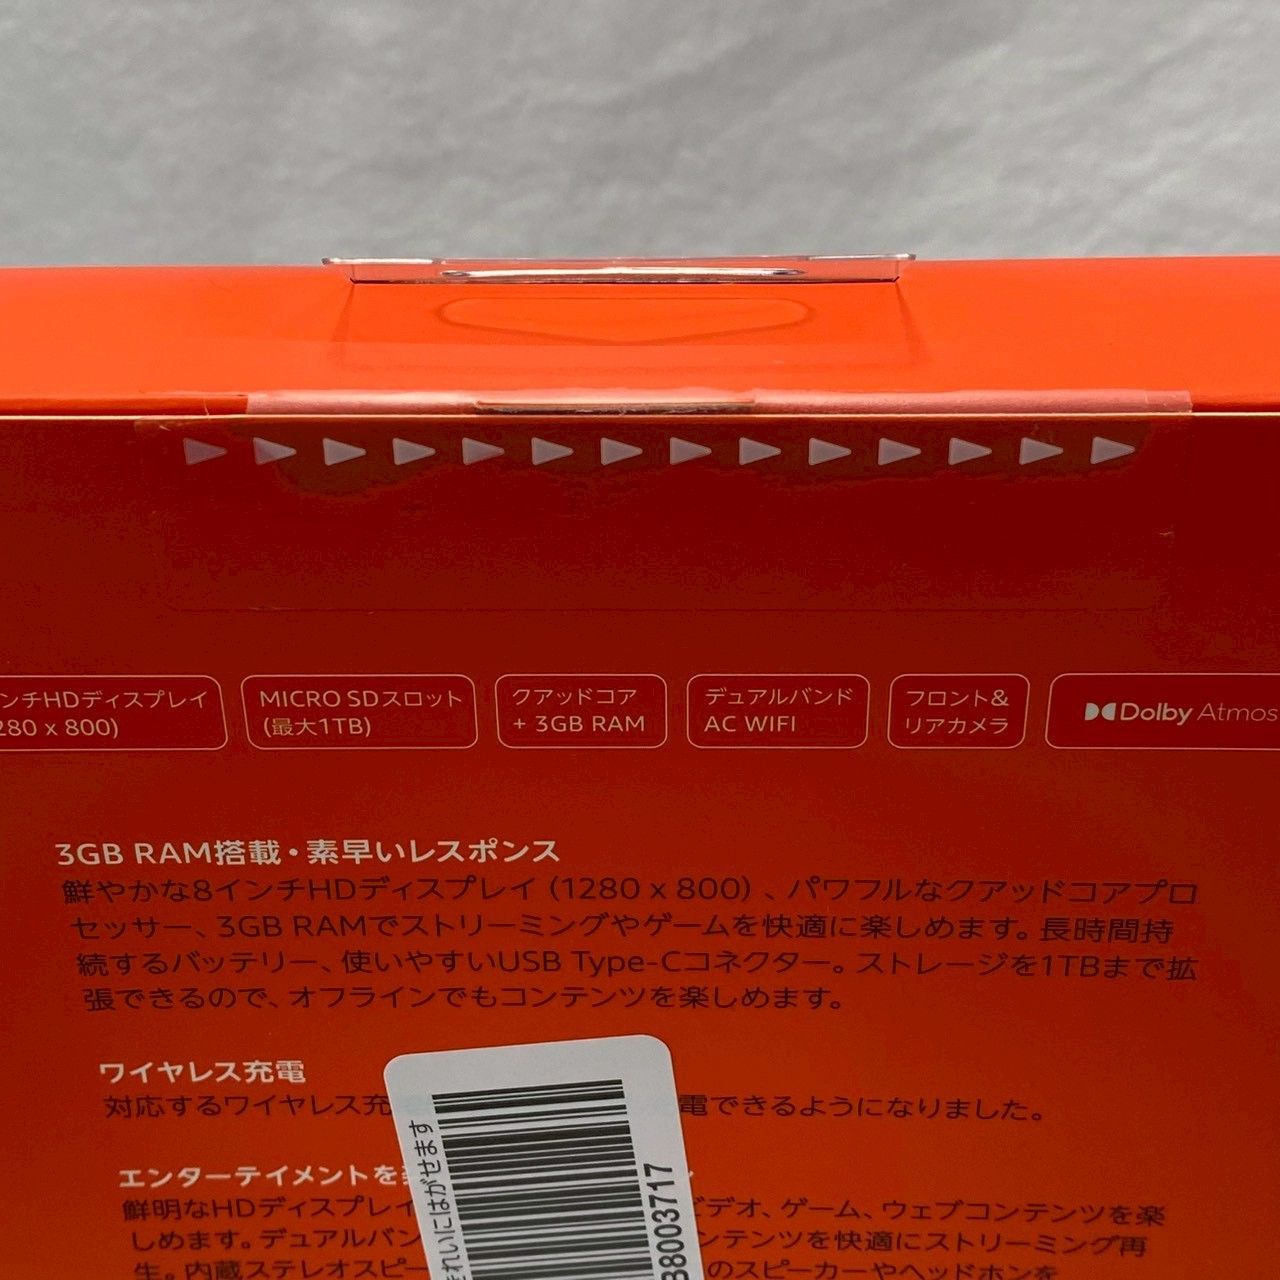 ンチHDディスプレイ
280 x 800)
MICRO SDスロット
(最大1TB)
クアッドコア
+ 3GB RAM
デュアルバンド
AC WIFI
フロント&
リアカメラ
Dolby Atmos
3GB RAM搭載・素早いレスポンス
鮮やかな8インチHDディスプレイ（1280 x 800）、パワフルなクアッドコアプロ
セッサー、3GB RAMでストリーミングやゲームを快適に楽しめます。長時間持
続するバッテリー、使いやすいUSB Type-Cコネクター。ストレージを1TBまで拡
張できるので、オフラインでもコンテンツを楽しめます。
ワイヤレス充電
対応するワイヤレス充 電できるようになりました。
エンターテイメントを
鮮明なHDディスプレイ ビデオ、ゲーム、ウェブコンテンツを楽
しめます。デュアルバン ンテンツを快適にストリーミング再
生。内蔵ステレオスピー のスピーカーやヘッドホンを
きれいにはがせます
38003717